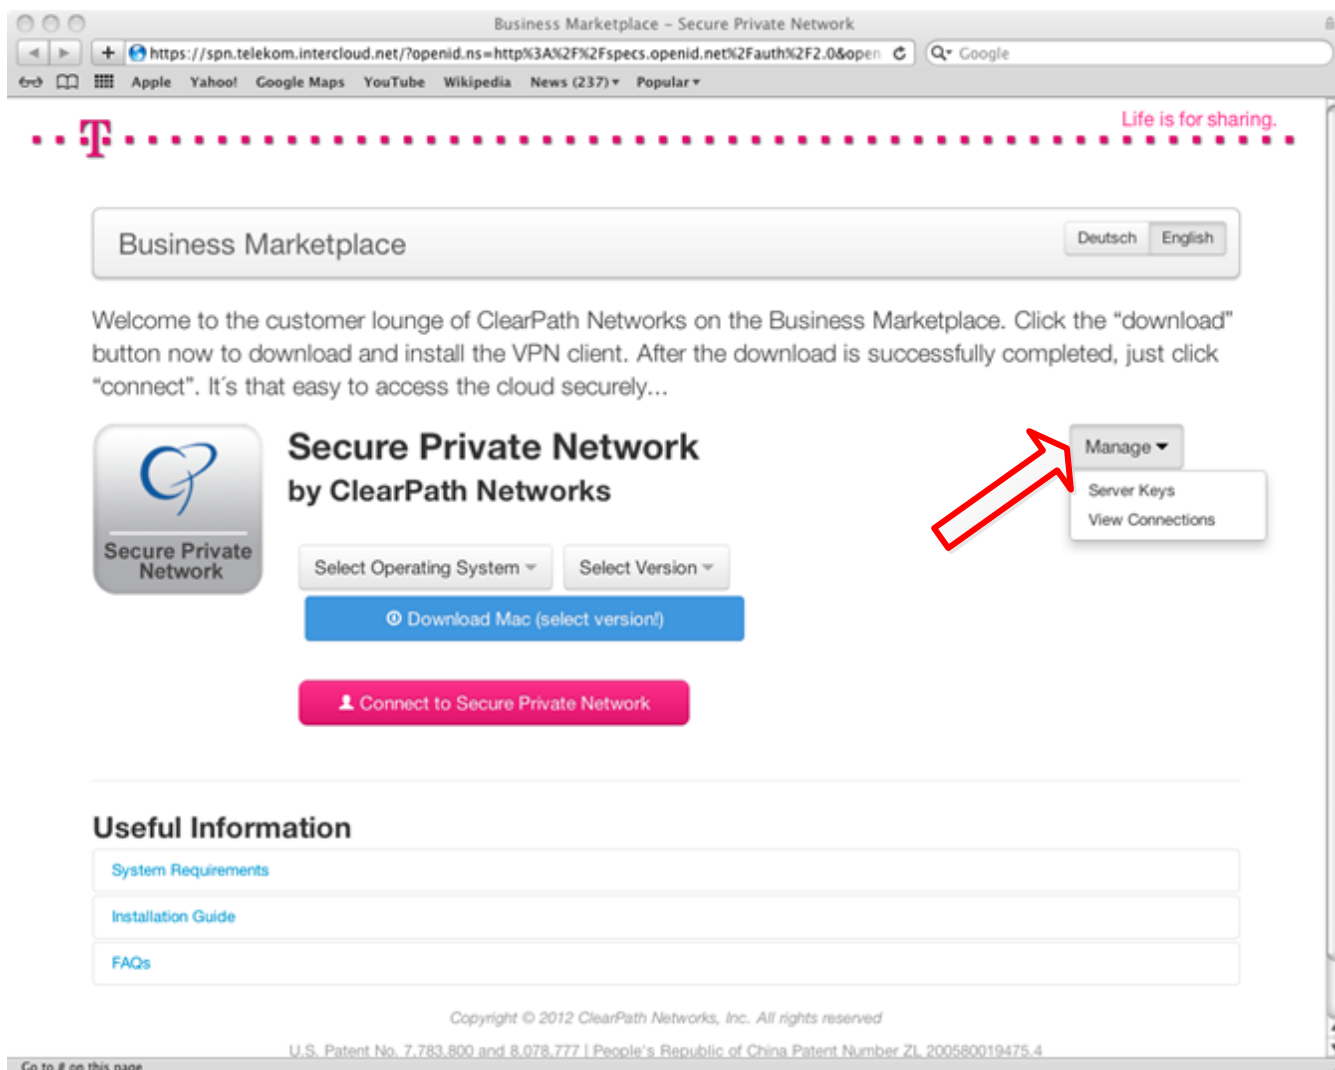 Business Marketplace – Secure Private Network
https://spn.telekom.intercloud.net/?openid.ns=http%3A%2F%2Fspecs.openid.net%2Fauth%2F2.0&open
Google
Apple Yahoo! Google Maps YouTube Wikipedia News (237) Popular
Life is for sharing.
T
Business Marketplace
Deutsch English
Welcome to the customer lounge of ClearPath Networks on the Business Marketplace. Click the “download”
button now to download and install the VPN client. After the download is successfully completed, just click
“connect”. It´s that easy to access the cloud securely...
Secure Private Network
by ClearPath Networks
Manage
Server Keys
View Connections
Secure Private
Network
Select Operating System Select Version
Download Mac (select version!)
Connect to Secure Private Network
Useful Information
System Requirements
Installation Guide
FAQs
Copyright © 2012 ClearPath Networks, Inc. All rights reserved
U.S. Patent No. 7,783,800 and 8,078,777 | People's Republic of China Patent Number ZL 200580019475.4
Go to # on this page